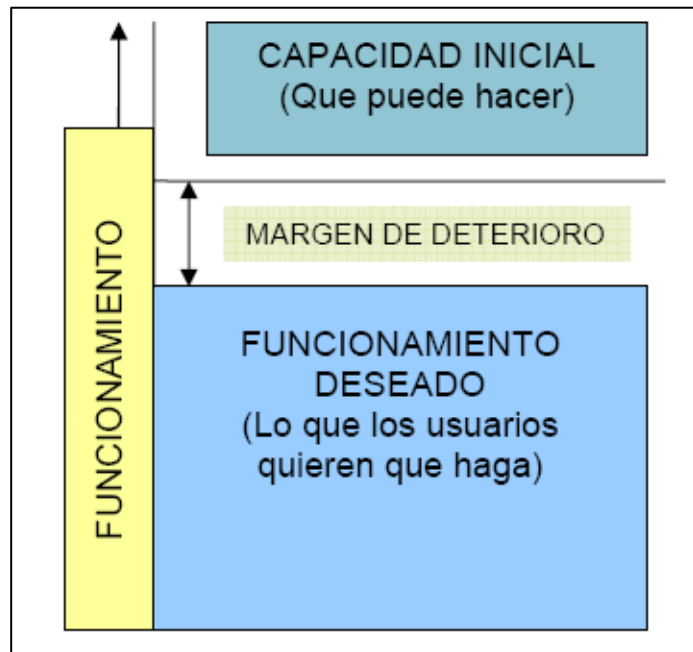 CAPACIDAD INICIAL
(Que puede hacer)
MARGEN DE DETERIORO
FUNCIONAMIENTO
FUNCIONAMIENTO
DESEADO
(Lo que los usuarios
quieren que haga)